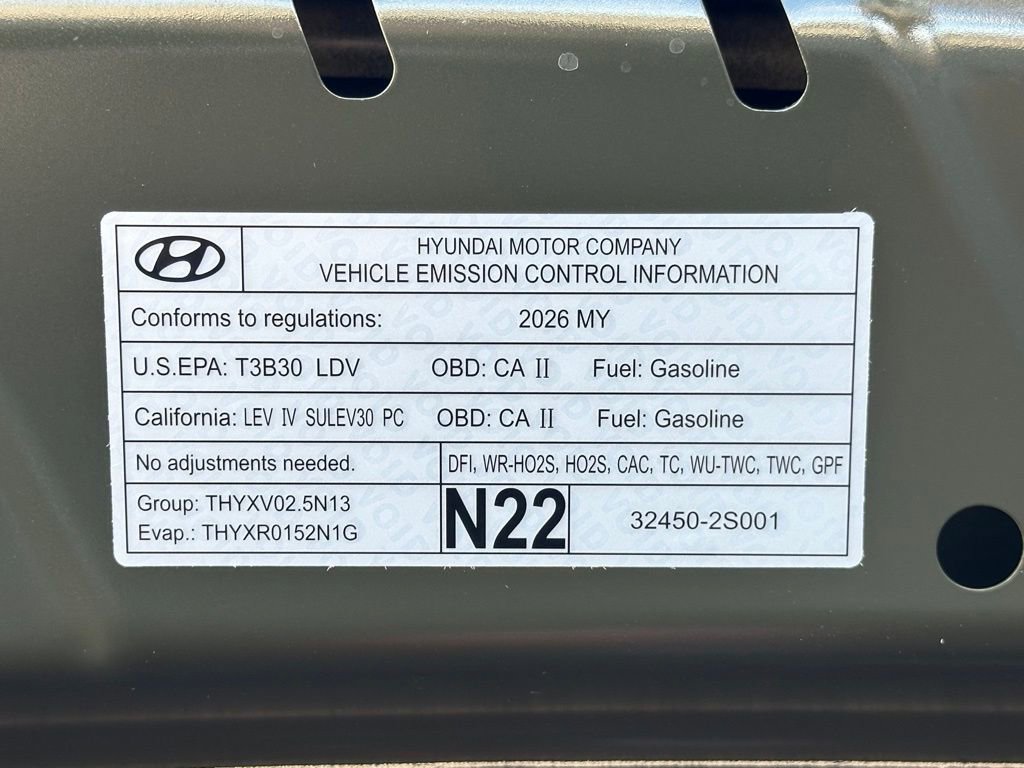 HYUNDAI MOTOR COMPANY
VEHICLE EMISSION CONTROL INFORMATION
Conforms to regulations: 2026 MY
U.S.EPA: T3B30 LDV OBD: CA II Fuel: Gasoline
California: LEV IV SULEV30 PC OBD: CA II Fuel: Gasoline
No adjustments needed. DFI, WR-HO2S, HO2S, CAC, TC, WU-TWC, TWC, GPF
Group: THYXV02.5N13
Evap.: THYXR0152N1G
N22
32450-2S001